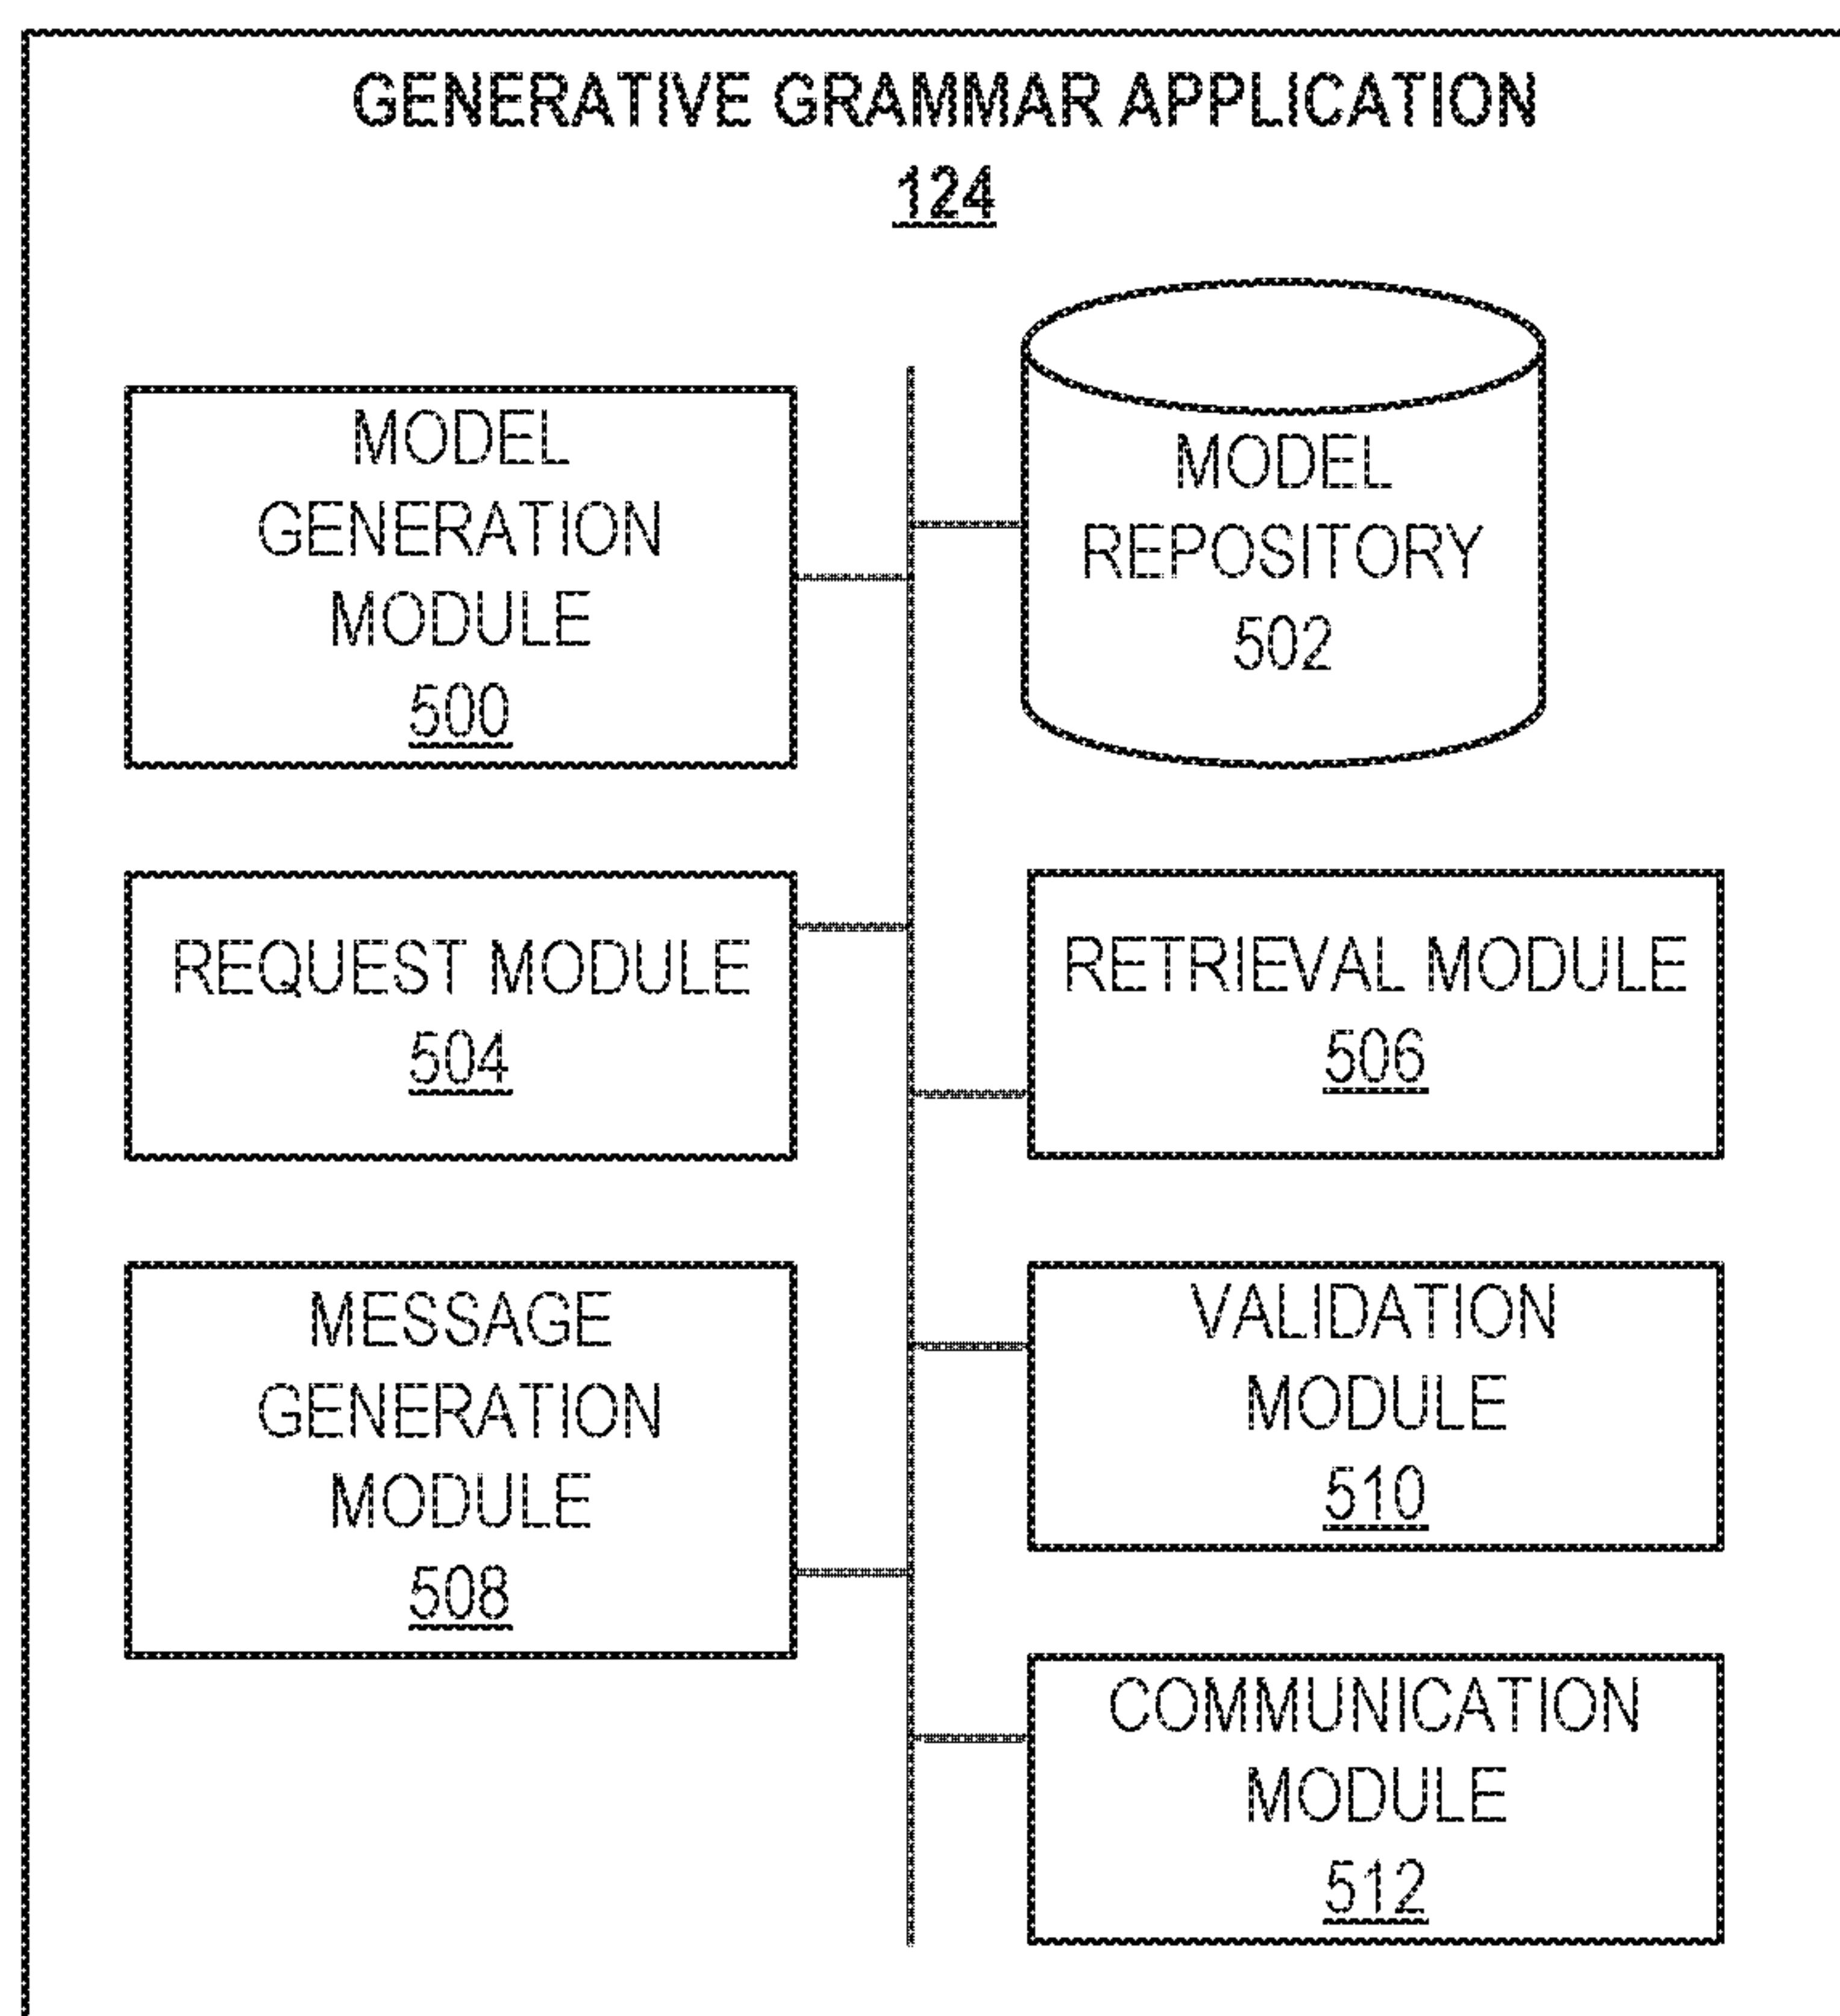 GENERATIVE GRAMMAR APPLICATION
124
MODEL
GENERATION
MODULE
500
MODEL
REPOSITORY
502
REQUEST MODULE
504
RETRIEVAL MODULE
506
MESSAGE
GENERATION
MODULE
508
VALIDATION
MODULE
510
COMMUNICATION
MODULE
512